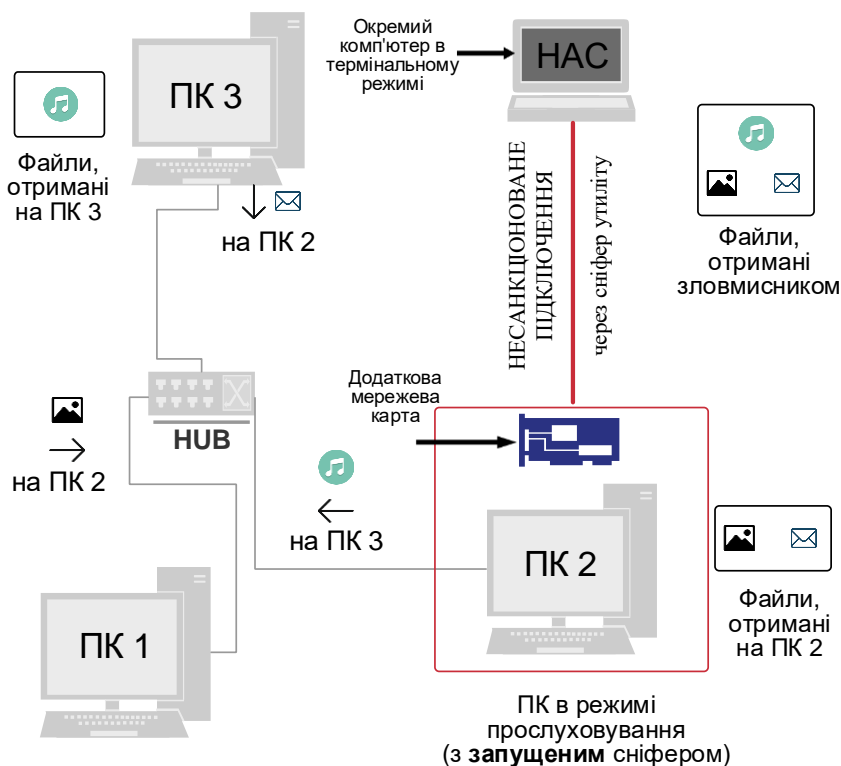 Окремий
комп'ютер в
термінальному
режимі
НАС
ПК 3
Файли,
отримані
на ПК 3
на ПК 2
НЕСАНКЦІОНОВАНЕ
ПІДКЛЮЧЕННЯ
через сніфер утиліту
Файли,
отримані
зловмисником
HUB
на ПК 2
Додаткова
мережева
карта
на ПК 3
ПК 2
Файли,
отримані
на ПК 2
ПК 1
ПК в режимі
прослуховування
(з запущеним сніфером)